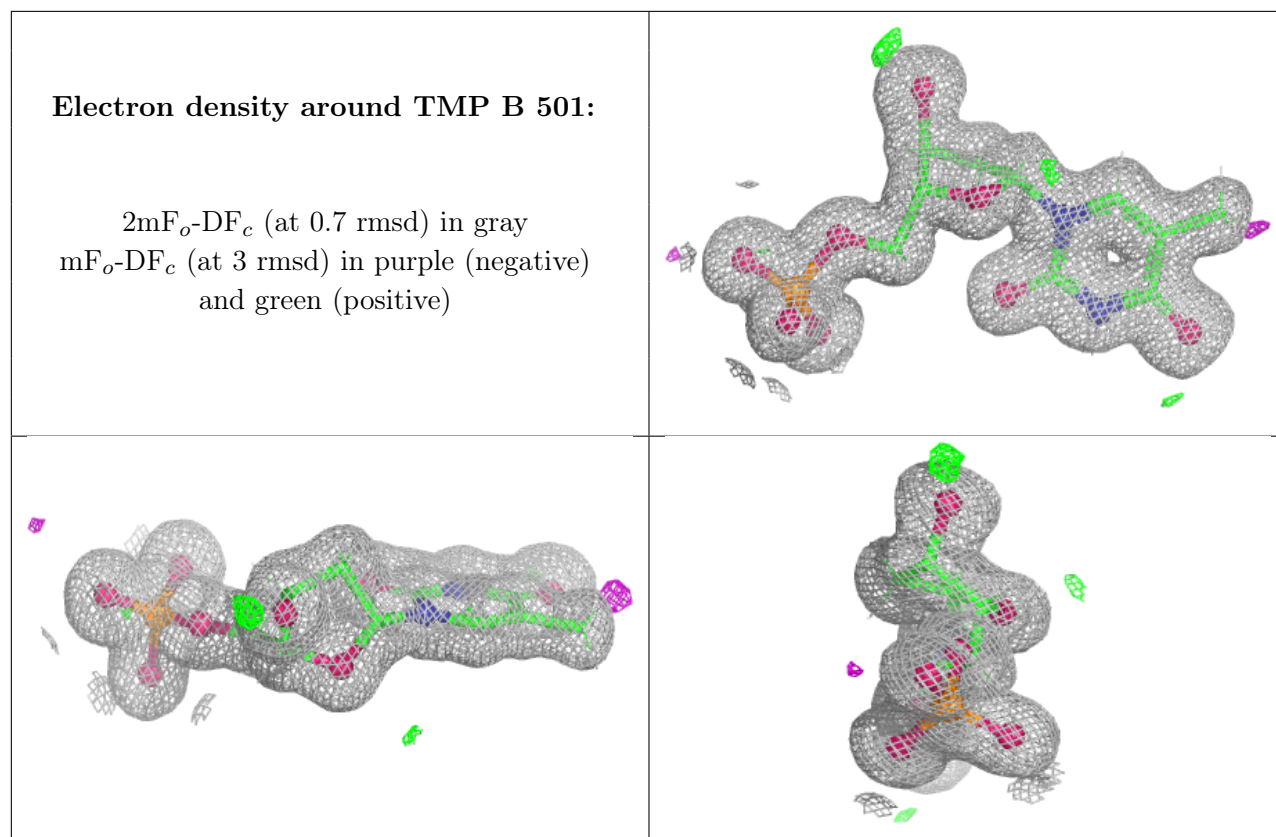 Electron density around TMP B 501:
2mFo-DFc (at 0.7 rmsd) in gray
mFo-DFc (at 3 rmsd) in purple (negative)
and green (positive)